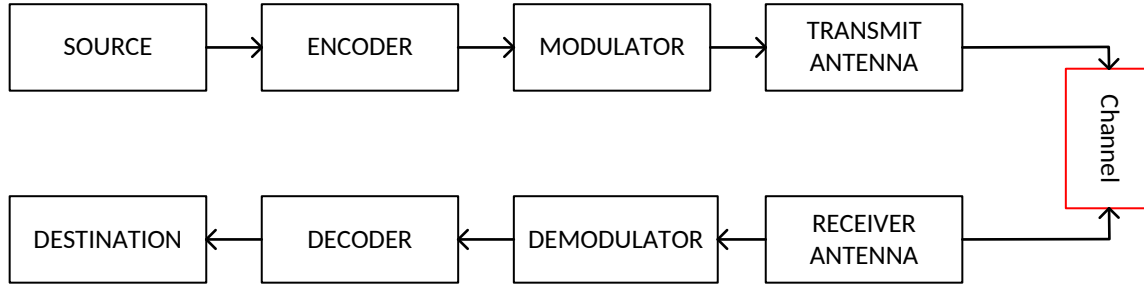 SOURCE
ENCODER
MODULATOR
TRANSMIT
ANTENNA
Channel
DESTINATION
DECODER
DEMODULATOR
RECEIVER
ANTENNA